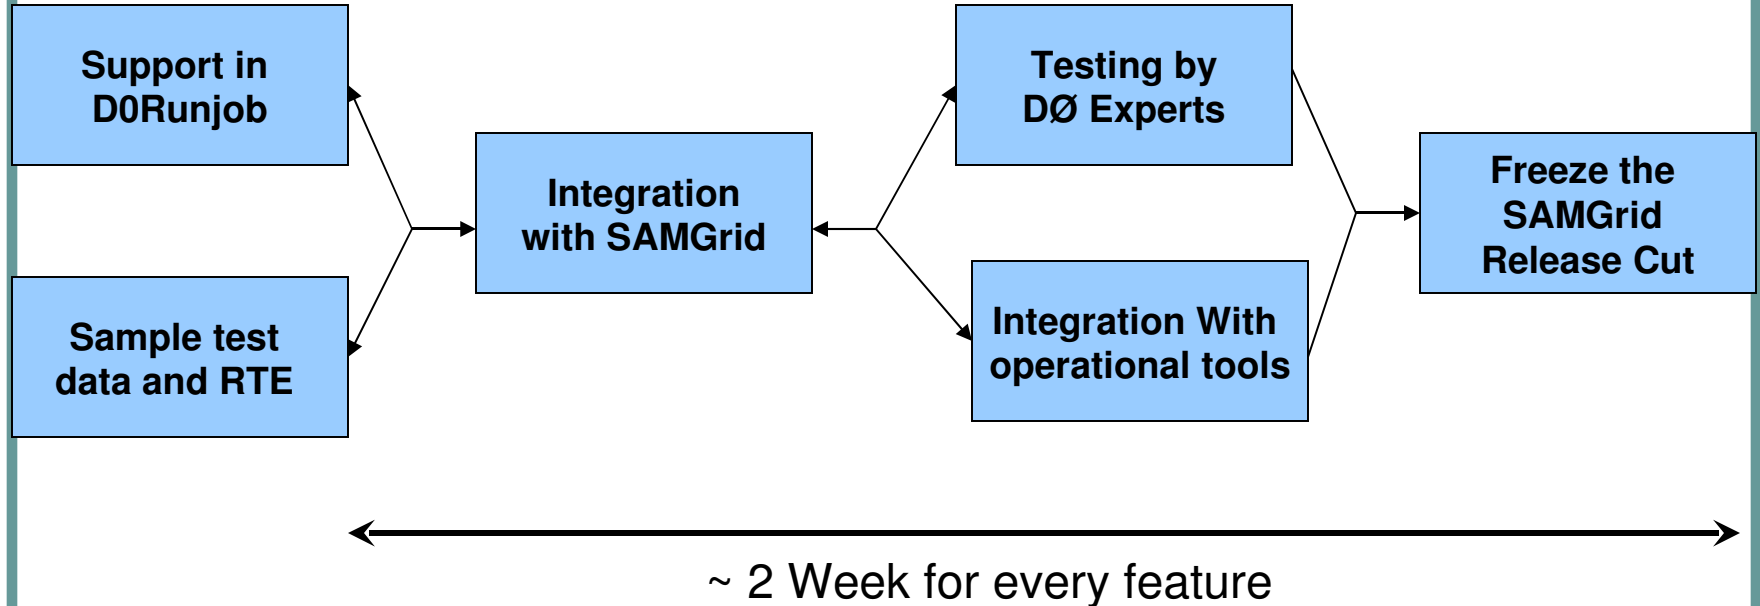 Support in
D0Runjob
Sample test
data and RTE
Integration
with SAMGrid
Testing by
DØ Experts
Integration With
operational tools
Freeze the
SAMGrid
Release Cut
~ 2 Week for every feature